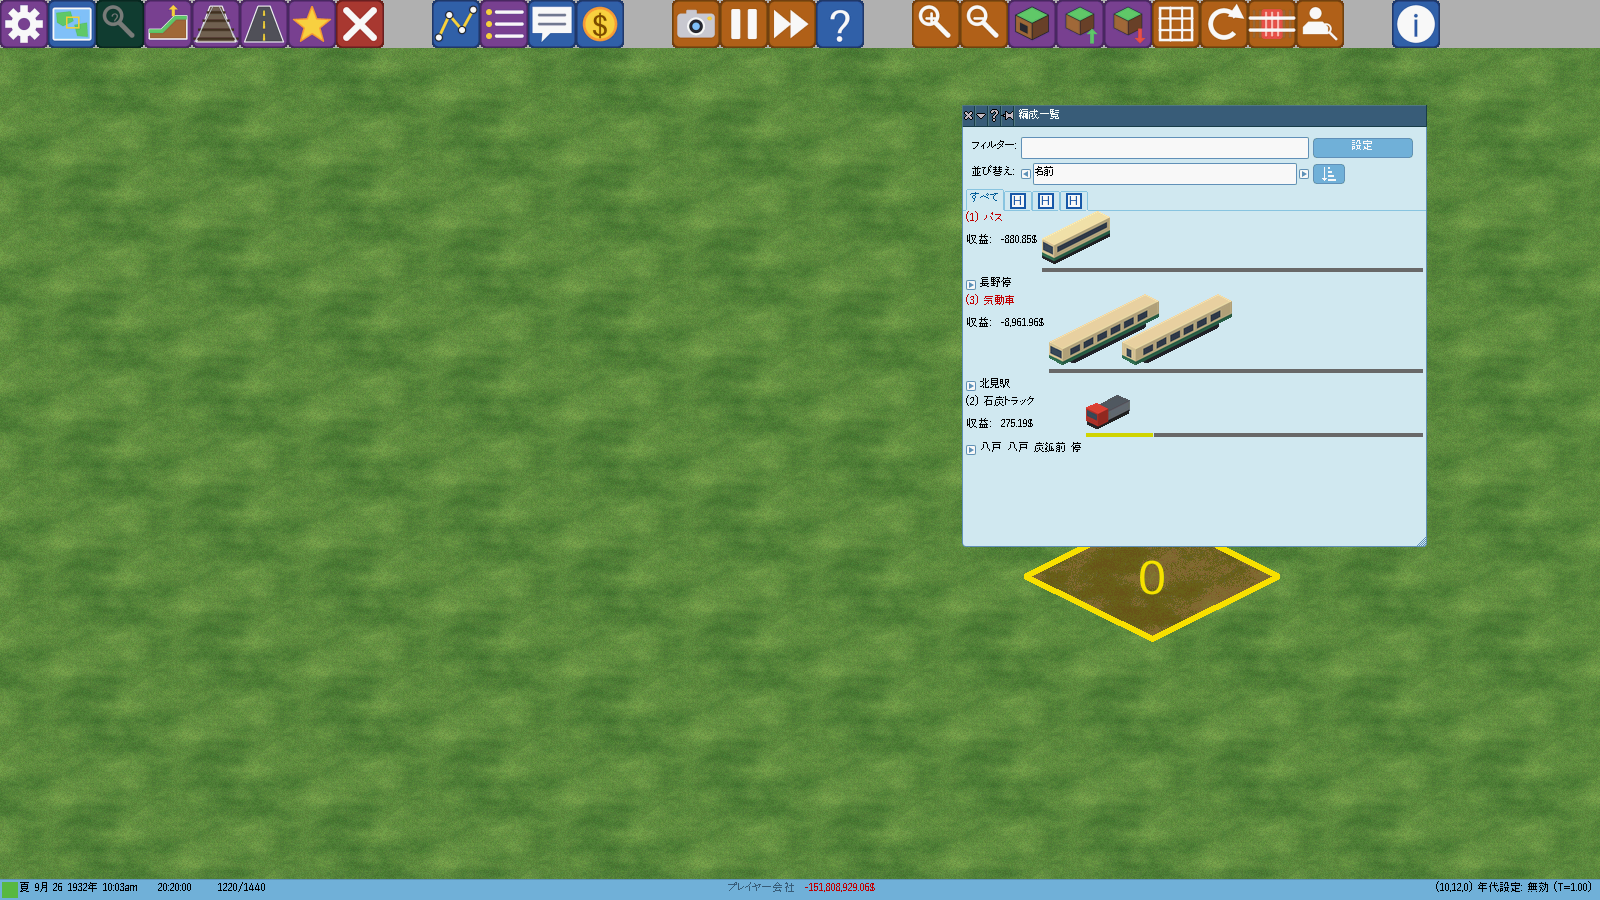 編成一覧
フィルター:
設定
並び替え:
名前
すべて
H
H
H
(1) バス
収益: -880.85$
長野停
(3) 気動車
収益: -8,961.96$
北見駅
(2) 石炭トラック
収益: 275.19$
八戸 八戸 炭鉱前 停
0
夏 9月 26 1932年 10:03am 20:20:00 1220/1440
プレイヤー会社 -151,808,929.06$
(10,12,0) 年代設定: 無効 (T=1.00)